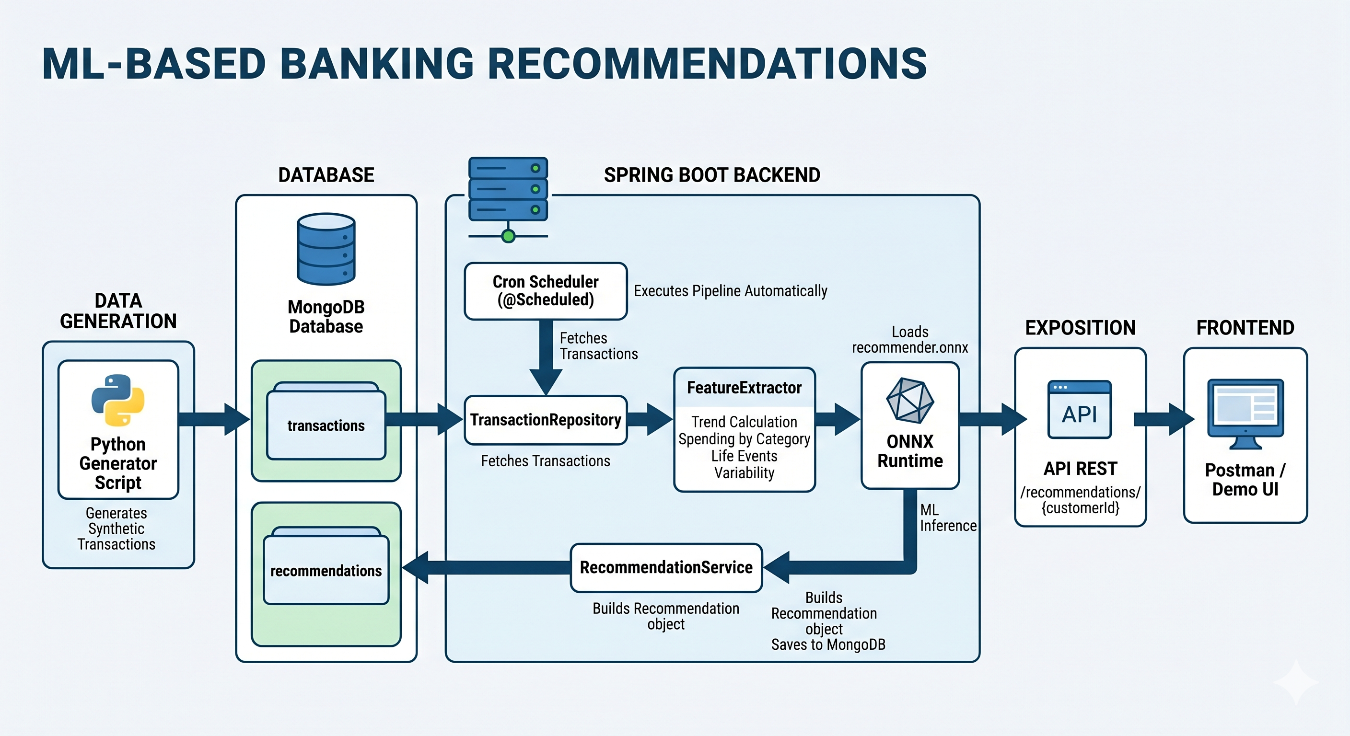 ML-BASED BANKING RECOMMENDATIONS
DATA
GENERATION
Python
Generator
Script
Generates
Synthetic
Transactions
DATABASE
MongoDB
Database
transactions
recommendations
SPRING BOOT BACKEND
Cron Scheduler
(@Scheduled)
Executes Pipeline Automatically
Fetches
Transactions
TransactionRepository
Fetches Transactions
FeatureExtractor
Trend Calculation
Spending by Category
Life Events
Variability
Loads
recommender.onnx
ONNX
Runtime
ML
Inference
RecommendationService
Builds Recommendation
object
Builds
Recommendation
object
Saves to MongoDB
EXPOSITION
API
API REST
/recommendations/
{customerId}
FRONTEND
Postman /
Demo UI